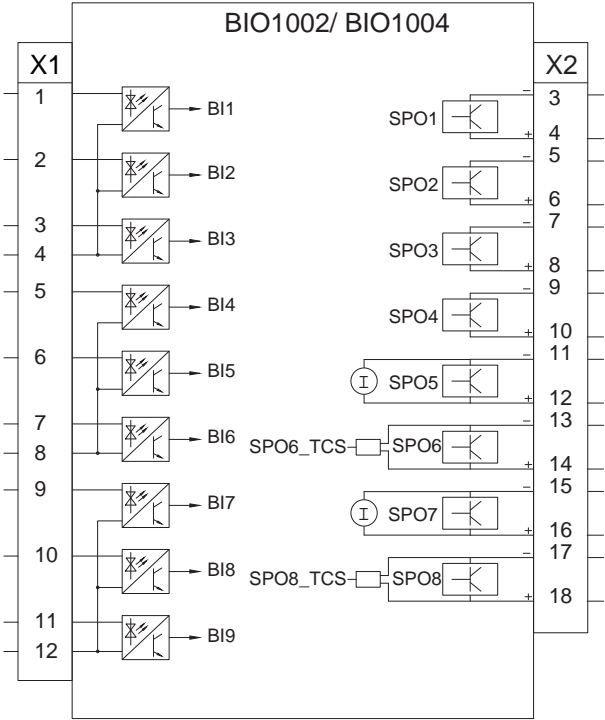 BIO1002/ BIO1004
X1
X2
1
BI1
SPO1
−
3
+
4
2
BI2
SPO2
−
5
+
6
3
4
BI3
SPO3
−
7
+
8
5
BI4
SPO4
−
9
+
10
6
BI5
I
SPO5
−
11
+
12
7
8
BI6
SPO6_TCS
SPO6
−
13
+
14
9
BI7
I
SPO7
−
15
+
16
10
BI8
SPO8_TCS
SPO8
−
17
+
18
11
12
BI9